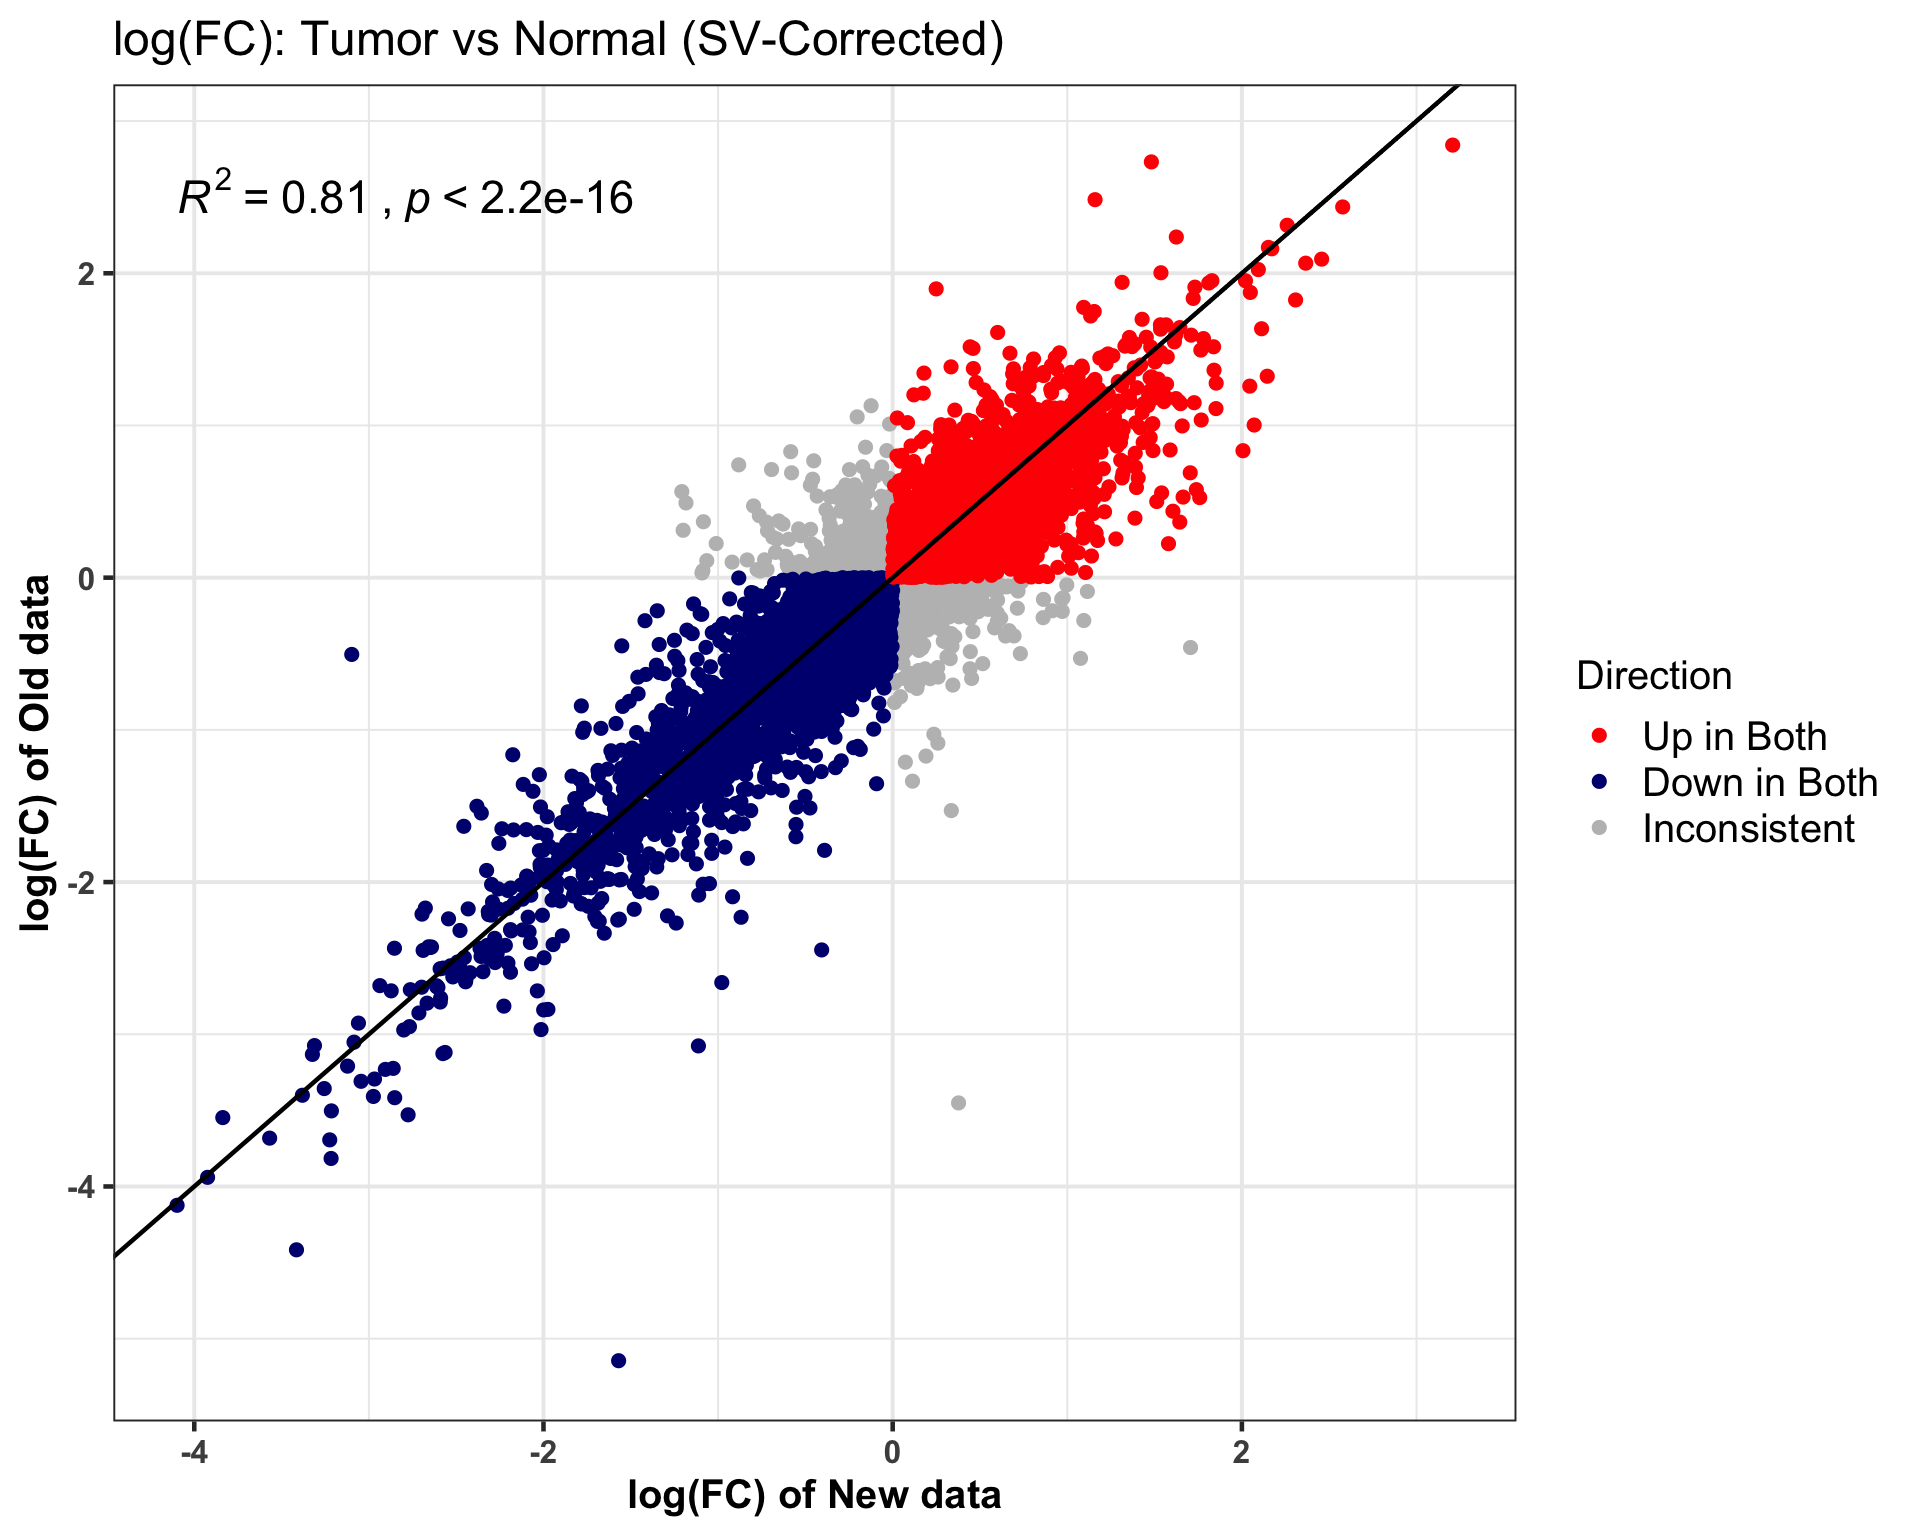 log(FC): Tumor vs Normal (SV-Corrected)
R² = 0.81 , p < 2.2e-16
2
0
-2
-4
log(FC) of Old data
-4 -2 0 2
log(FC) of New data
Direction
Up in Both
Down in Both
Inconsistent